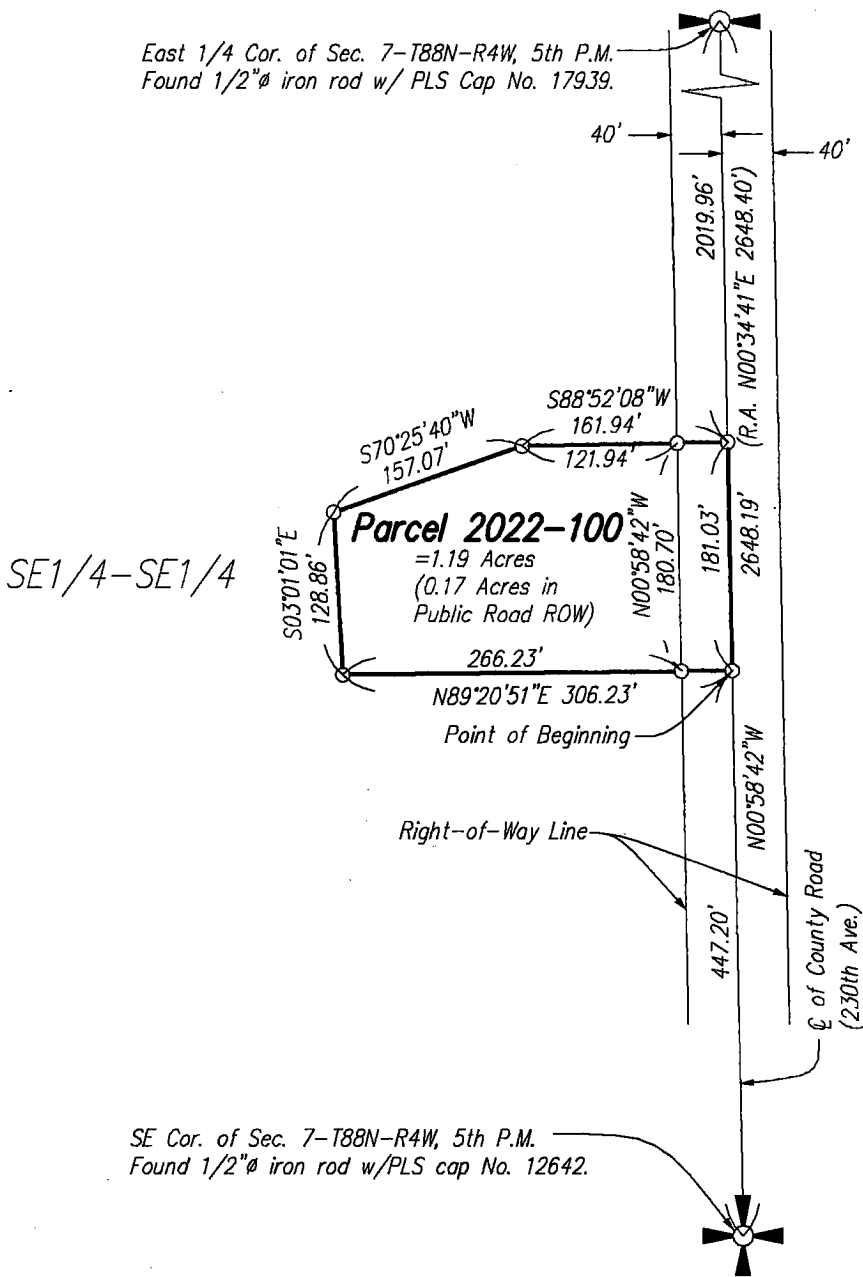 East 1/4 Cor. of Sec. 7-T88N-R4W, 5th P.M.
Found 1/2"ø iron rod w/ PLS Cap No. 17939.
40'
40'
2019.96'
(R.A. N00°34'41"E 2648.40')
S88°52'08"W
161.94'
121.94'
S70°25'40"W
157.07'
Parcel 2022-100
=1.19 Acres
(0.17 Acres in
Public Road ROW)
SE1/4-SE1/4
S03°01'01"E
128.86'
N00°58'42"W
180.70'
181.03'
2648.19'
266.23'
N89°20'51"E 306.23'
Point of Beginning
N00°58'42"W
Right-of-Way Line
447.20'
℄ of County Road
(230th Ave.)
SE Cor. of Sec. 7-T88N-R4W, 5th P.M.
Found 1/2"ø iron rod w/PLS cap No. 12642.